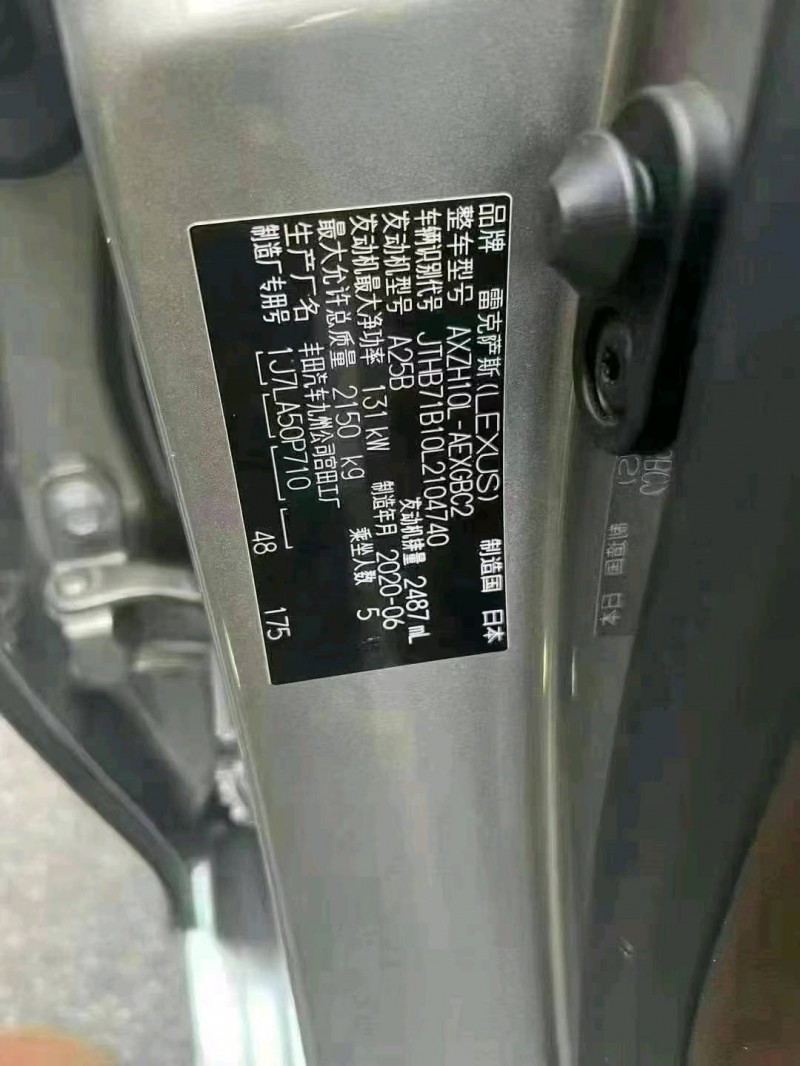 品牌 雷克萨斯(LEXUS) 制造国 日本
整车型号 AXZH10L-AEXGBC2
车辆识别代号 JTHB71B10L2104740
发动机型号 A25B 发动机排量 2487 mL
发动机最大净功率 131 kW 制造年月 2020-06
最大允许总质量 2150 kg 乘坐人数 5
生产厂名 丰田汽车九州公司宫田工厂
制造厂专用号 1J7LA50P710 48 175